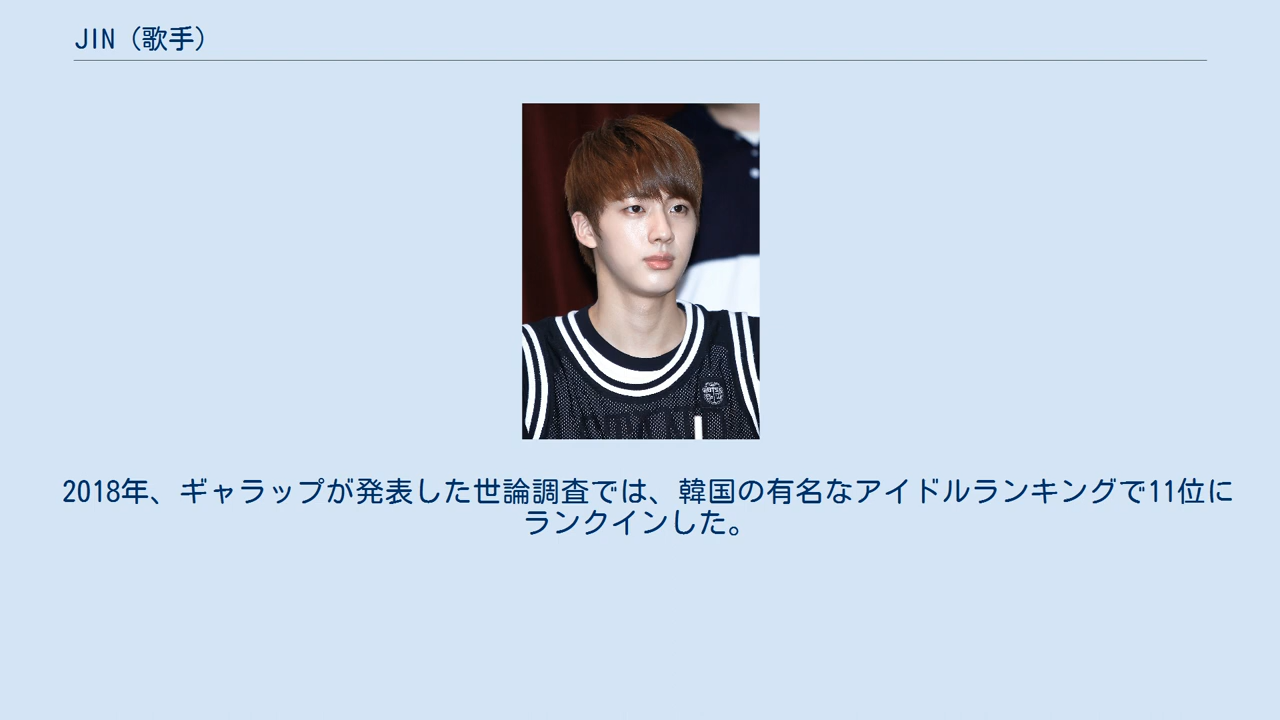 JIN（歌手）
2018年、ギャラップが発表した世論調査では、韓国の有名なアイドルランキングで11位に
ランクインした。